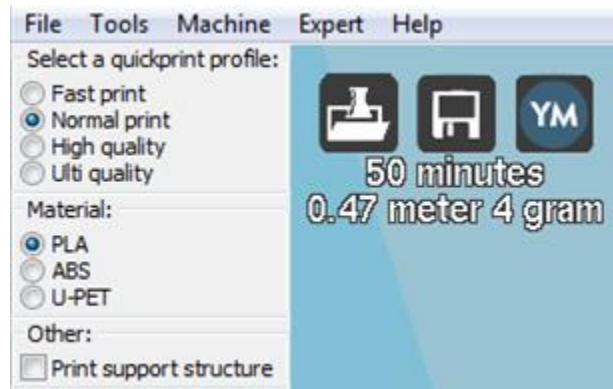 File Tools Machine Expert Help
Select a quickprint profile:
Fast print
Normal print
High quality
Ulti quality
Material:
PLA
ABS
U-PET
Other:
Print support structure
YM
50 minutes
0.47 meter 4 gram